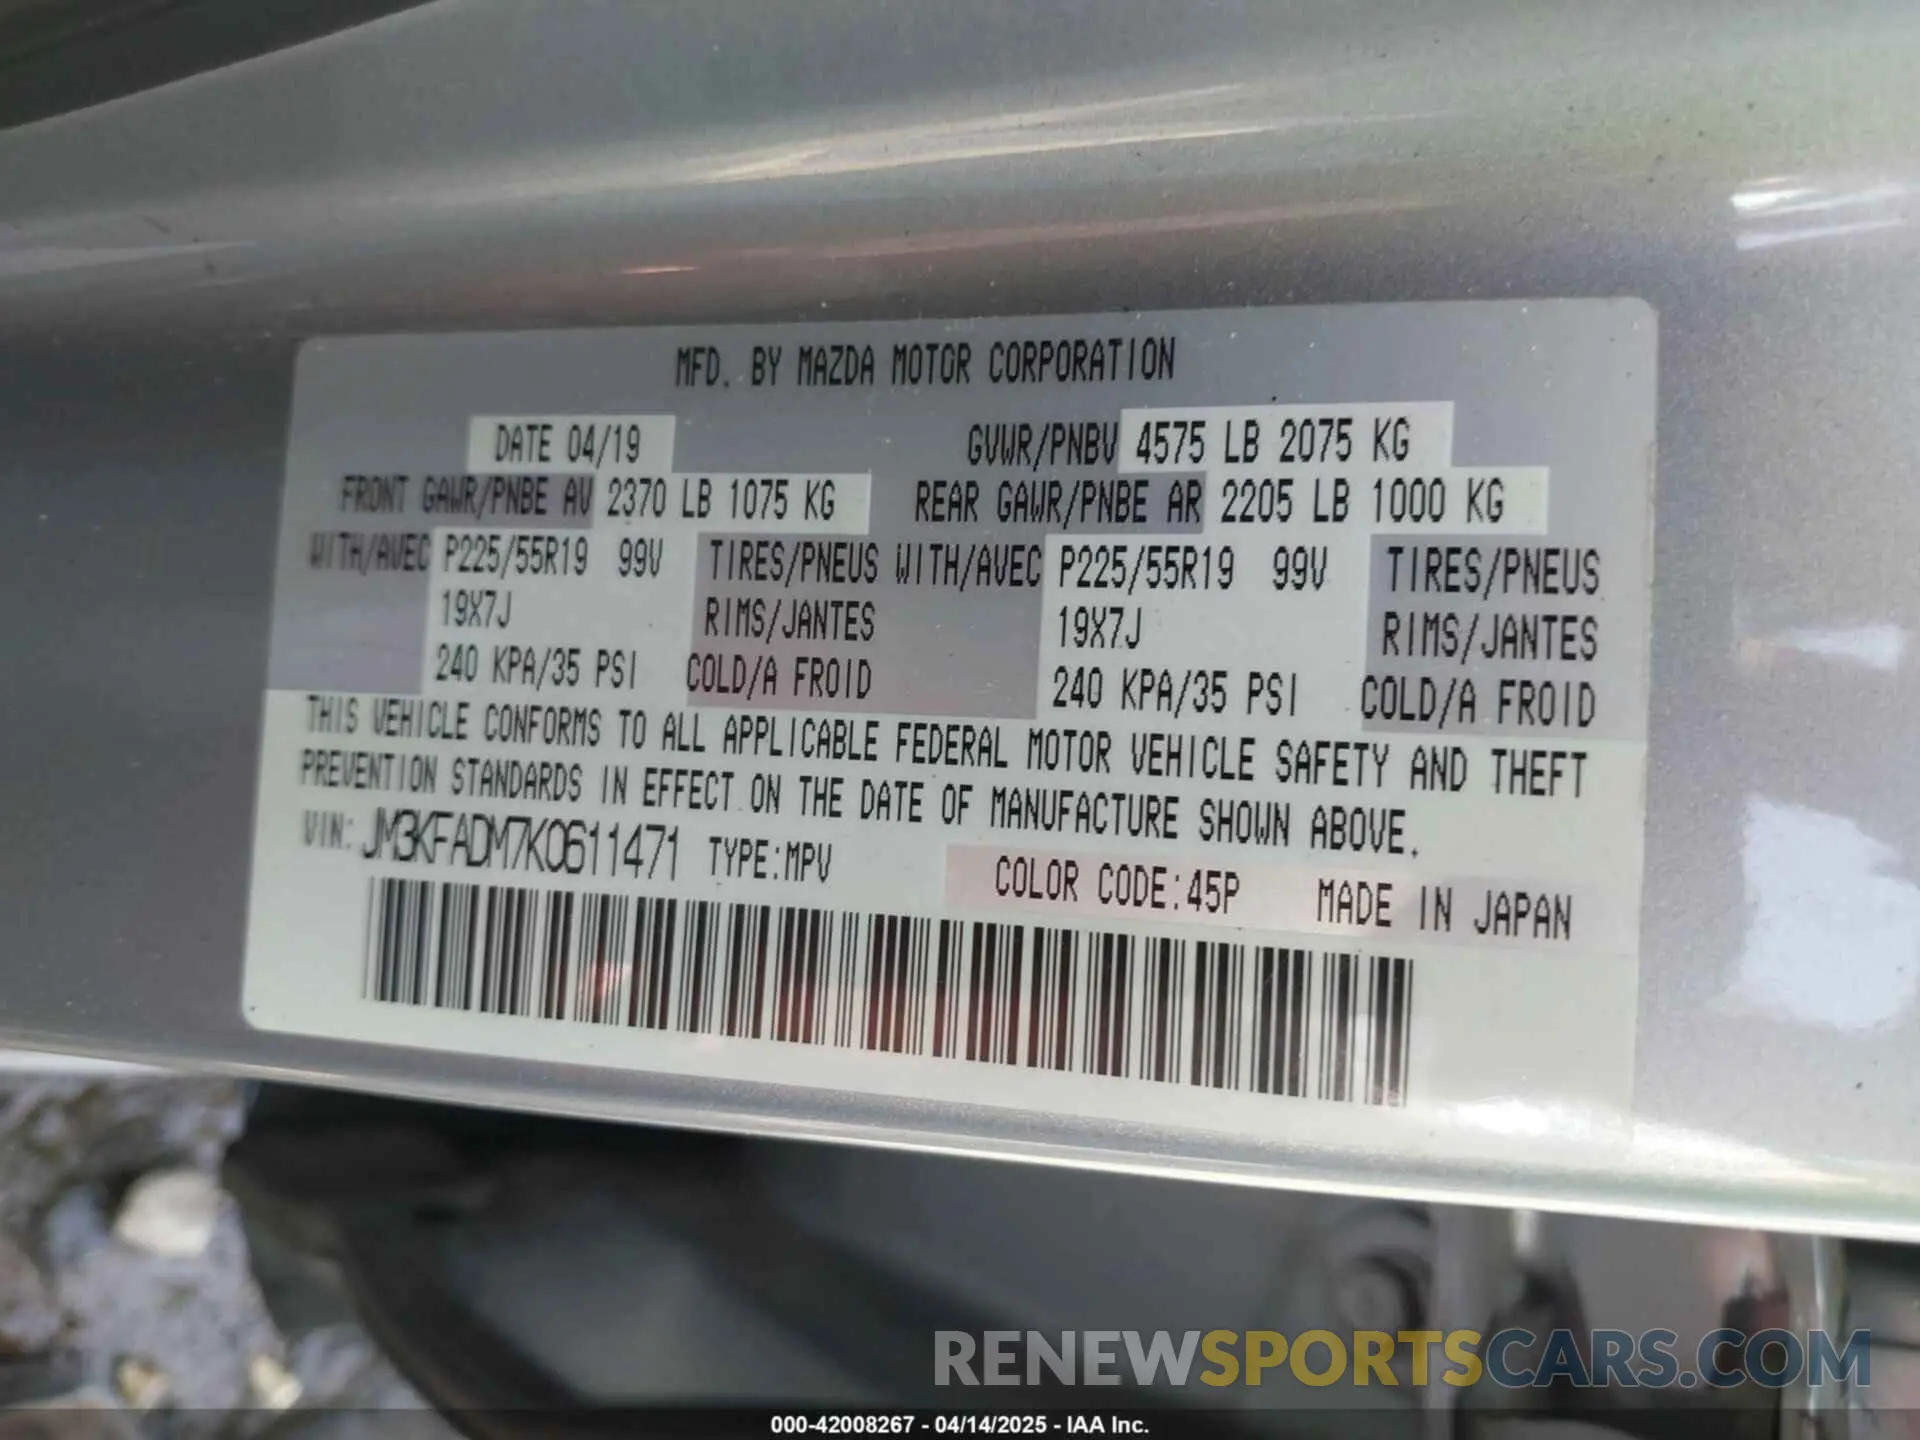 MFD. BY MAZDA MOTOR CORPORATION
DATE 04/19 GVWR/PNBV 4575 LB 2075 KG
FRONT GAWR/PNBE AV 2370 LB 1075 KG REAR GAWR/PNBE AR 2205 LB 1000 KG
WITH/AVEC P225/55R19 99V TIRES/PNEUS WITH/AVEC P225/55R19 99V TIRES/PNEUS
19X7J RIMS/JANTES 19X7J RIMS/JANTES
240 KPA/35 PSI COLD/A FROID 240 KPA/35 PSI COLD/A FROID
THIS VEHICLE CONFORMS TO ALL APPLICABLE FEDERAL MOTOR VEHICLE SAFETY AND THEFT
PREVENTION STANDARDS IN EFFECT ON THE DATE OF MANUFACTURE SHOWN ABOVE.
VIN: JM3KFADM7K0611471 TYPE:MPV COLOR CODE:45P MADE IN JAPAN
RENEWSPORTSCARS.COM
000-42008267 - 04/14/2025 - IAA Inc.